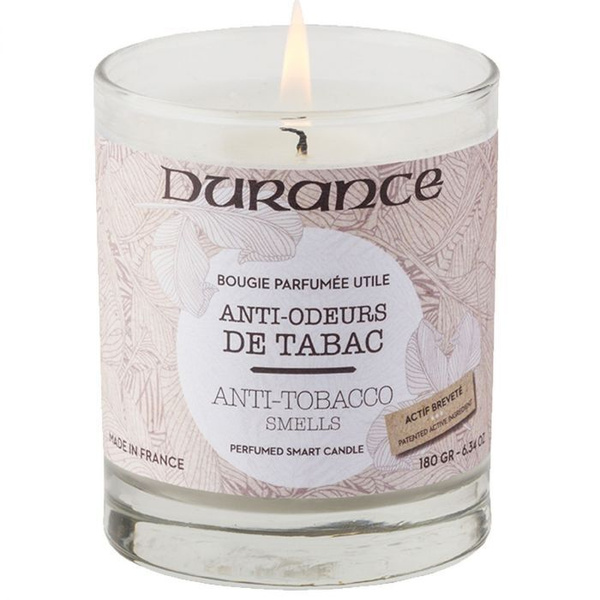 DURANCE
BOUGIE PARFUMÉE UTILE
ANTI-ODEURS
DE TABAC
ANTI-TOBACCO
SMELLS
PERFUMED SMART CANDLE
MADE IN FRANCE
ACTIF BREVETÉ
PATENTED ACTIVE INGREDIENT
180 GR - 6.34 OZ